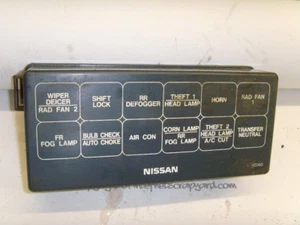 WIPER DEICER RAD FAN 2
SHIFT LOCK
RR DEFOGGER
THEFT 1 HEAD LAMP
HORN
RAD FAN 1
FR FOG LAMP
BULB CHECK AUTO CHOKE
AIR CON
CORN LAMP RR FOG LAMP
THEFT 2 HEAD LAMP A/C CUT
TRANSFER NEUTRAL
NISSAN